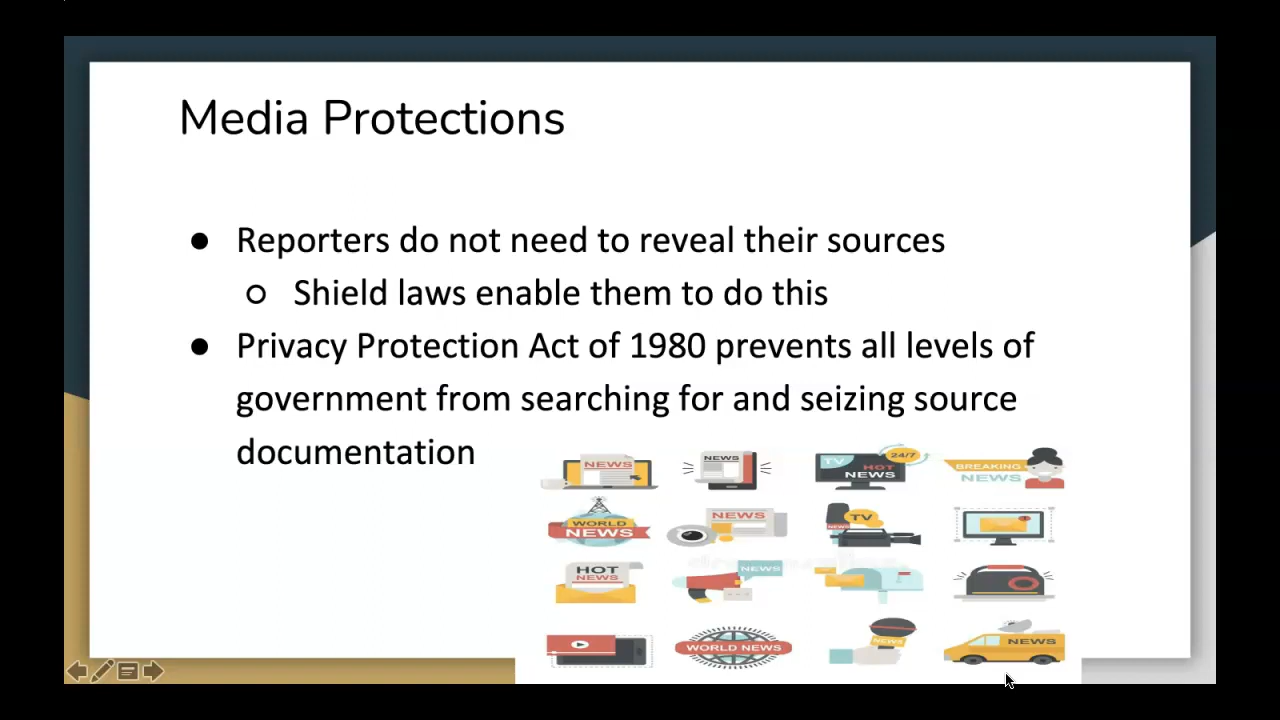 Media Protections
● Reporters do not need to reveal their sources
○ Shield laws enable them to do this
● Privacy Protection Act of 1980 prevents all levels of
government from searching for and seizing source
documentation
NEWS
NEWS
TV HOT NEWS 24/7
BREAKING NEWS
WORLD NEWS
NEWS
NEWS TV
HOT NEWS
NEWS
WORLD NEWS
NEWS
NEWS